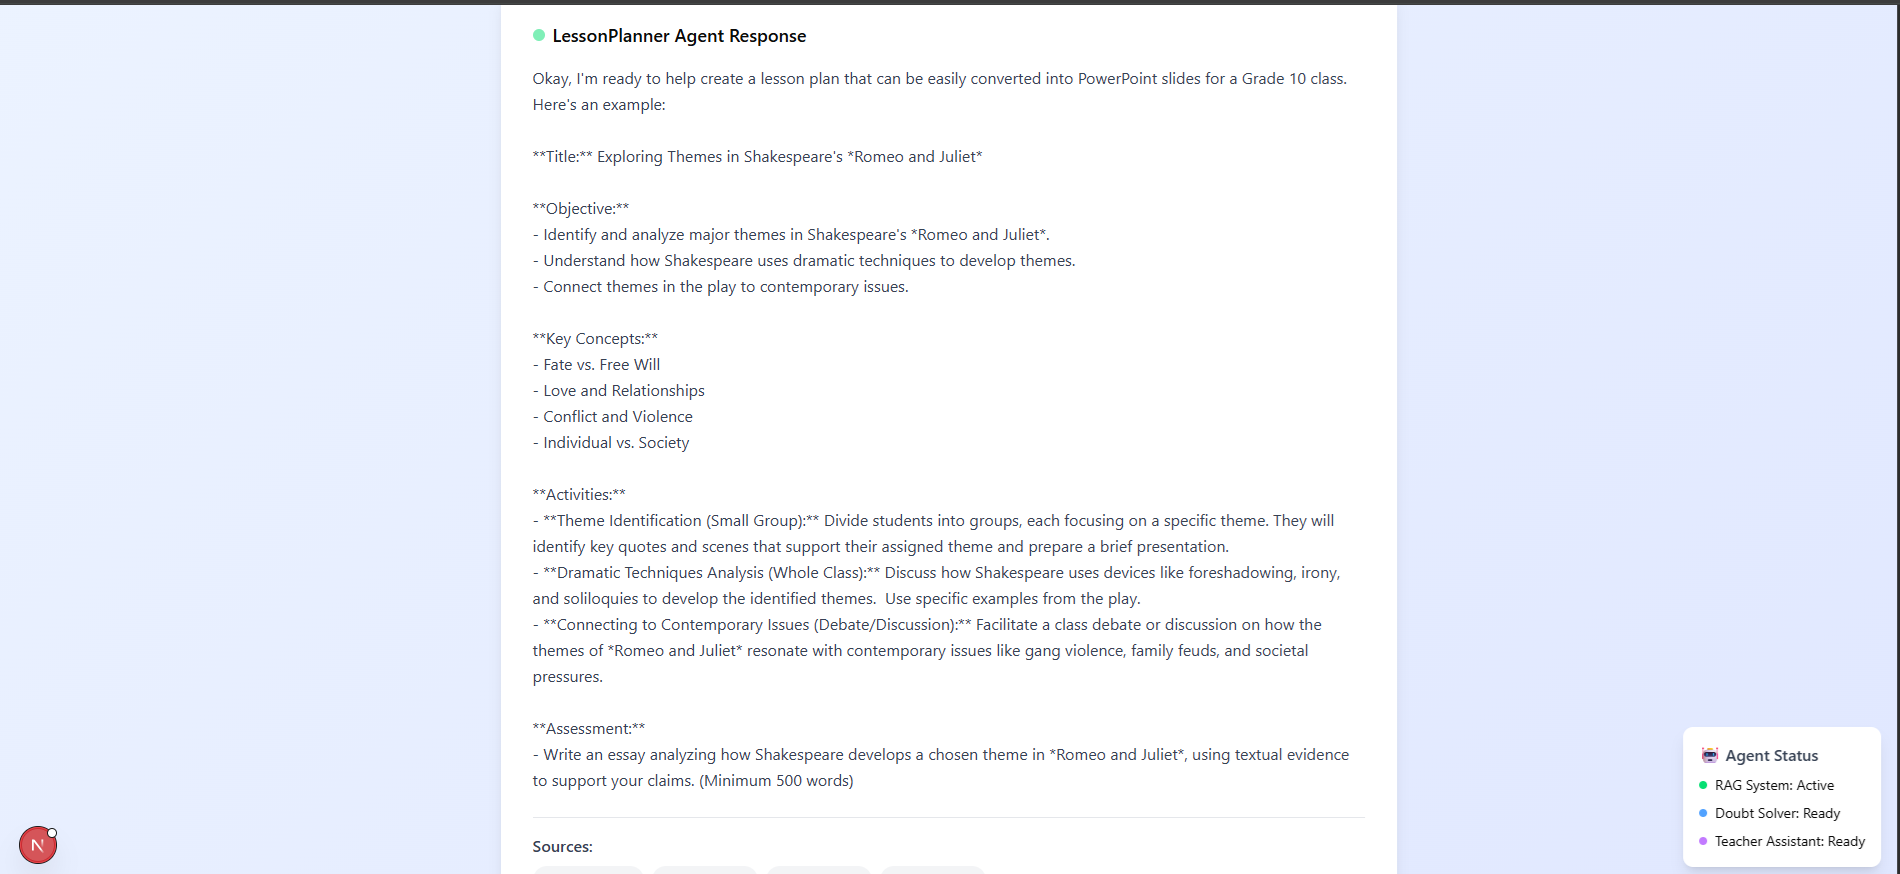 LessonPlanner Agent Response
Okay, I'm ready to help create a lesson plan that can be easily converted into PowerPoint slides for a Grade 10 class.
Here's an example:
**Title:** Exploring Themes in Shakespeare's *Romeo and Juliet*
**Objective:**
- Identify and analyze major themes in Shakespeare's *Romeo and Juliet*.
- Understand how Shakespeare uses dramatic techniques to develop themes.
- Connect themes in the play to contemporary issues.
**Key Concepts:**
- Fate vs. Free Will
- Love and Relationships
- Conflict and Violence
- Individual vs. Society
**Activities:**
- **Theme Identification (Small Group):** Divide students into groups, each focusing on a specific theme. They will
identify key quotes and scenes that support their assigned theme and prepare a brief presentation.
- **Dramatic Techniques Analysis (Whole Class):** Discuss how Shakespeare uses devices like foreshadowing, irony,
and soliloquies to develop the identified themes.  Use specific examples from the play.
- **Connecting to Contemporary Issues (Debate/Discussion):** Facilitate a class debate or discussion on how the
themes of *Romeo and Juliet* resonate with contemporary issues like gang violence, family feuds, and societal
pressures.
**Assessment:**
- Write an essay analyzing how Shakespeare develops a chosen theme in *Romeo and Juliet*, using textual evidence
to support your claims. (Minimum 500 words)
Sources:
Agent Status
RAG System: Active
Doubt Solver: Ready
Teacher Assistant: Ready
N